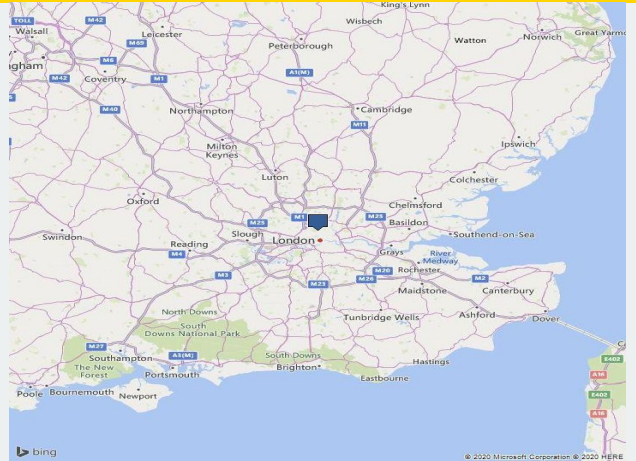 King's Lynn
TOLL
M42
Walsall
Leicester
Wisbech
M69
Peterborough
Watton
Norwich
Great Yarmo
ngham
M6
M42
Coventry
M1
A1(M)
M40
Northampton
Cambridge
M11
Milton
Keynes
Ipswich
Luton
Colchester
Oxford
Chelmsford
M25
M1
M25
Basildon
Swindon
Slough
London
Southend-on-Sea
Reading
M4
Grays
River
Medway
M3
M20
Rochester
M26
M2
M23
Maidstone
Canterbury
North Downs
Tunbridge Wells
Ashford
Dover
South
Downs National Park
M27
Southampton
A3(M)
South Downs
The New
Forest
Portsmouth
Brighton
Hastings
Eastbourne
E402
A16
Poole
Bournemouth
Newport
E402
A16
bing
© 2020 Microsoft Corporation © 2020 HERE